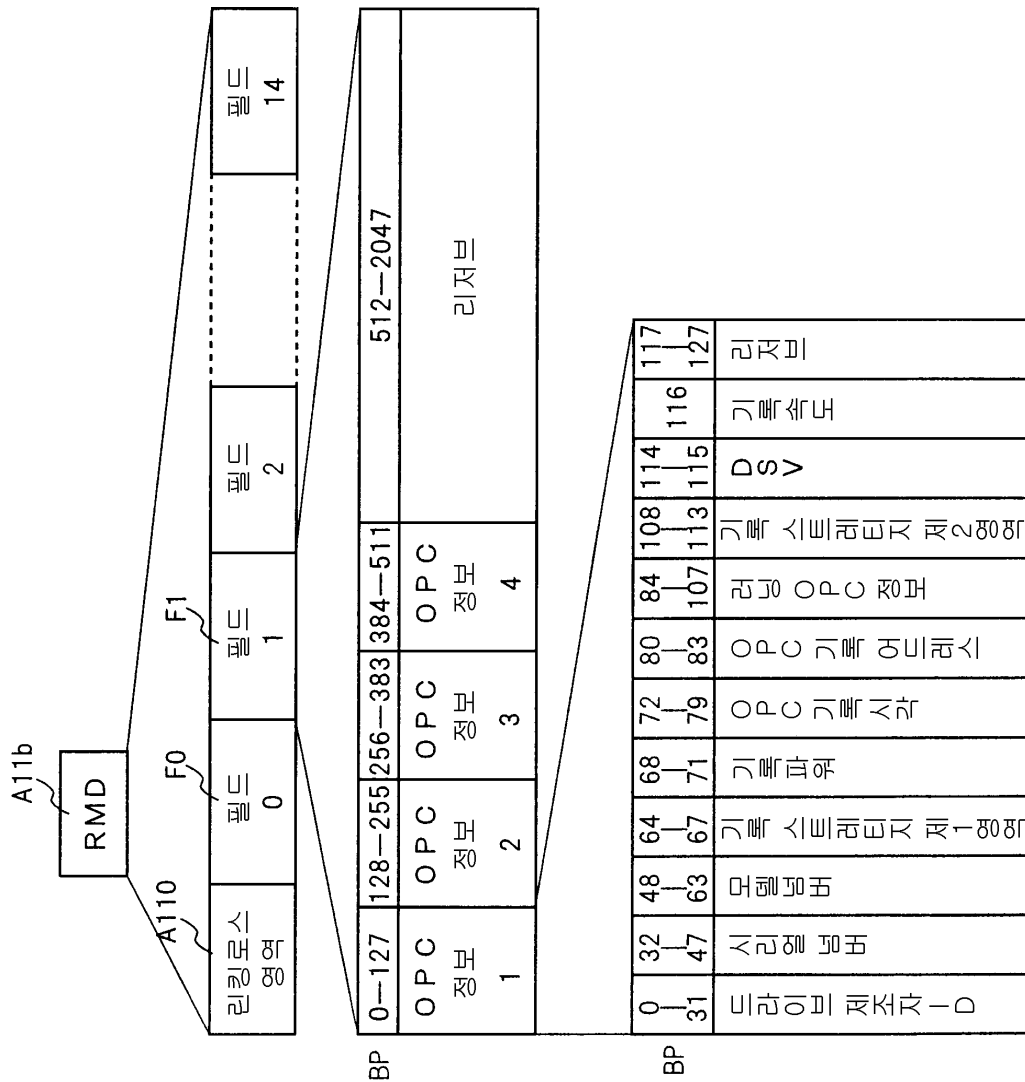 A11b
RMD
A110
F0
F1
링킹로스
영역
필드
0
필드
1
필드
2
필드
14
BP
0—127
128—255
256—383
384—511
512—2047
OPC
정보
1
OPC
정보
2
OPC
정보
3
OPC
정보
4
리저브
BP
0
31
드라이브 제조자 ID
32
47
시리얼 넘버
48
63
모델넘버
64
67
기록 스트레티지 제1영역
68
71
기록파워
72
79
OPC 기록시각
80
83
OPC 기록 어드레스
84
107
러닝 OPC 정보
108
113
기록 스트레티지 제2영역
114
115
DSV
116
기록속도
117
127
리저브